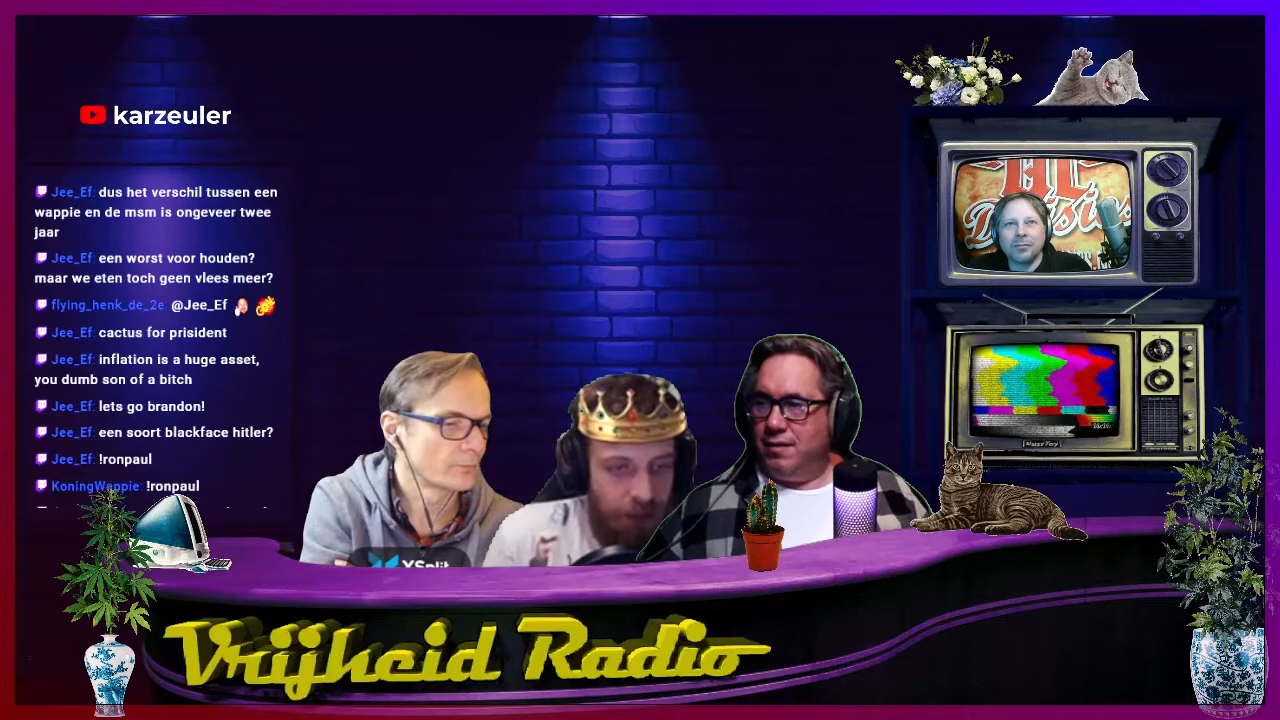 karzeuler
Jee_Ef: dus het verschil tussen een
wappie en de msm is ongeveer twee
jaar
Jee_Ef: een worst voor houden?
maar we eten toch geen vlees meer?
flying_henk_de_2e: @Jee_Ef
Jee_Ef: cactus for prisident
Jee_Ef: inflation is a huge asset,
you dumb son of a bitch
Jee_Ef: lets go brandon!
Jee_Ef: een soort blackface hitler?
Jee_Ef: !ronpaul
KoningWappie: !ronpaul
XSplit
Vrijheid Radio